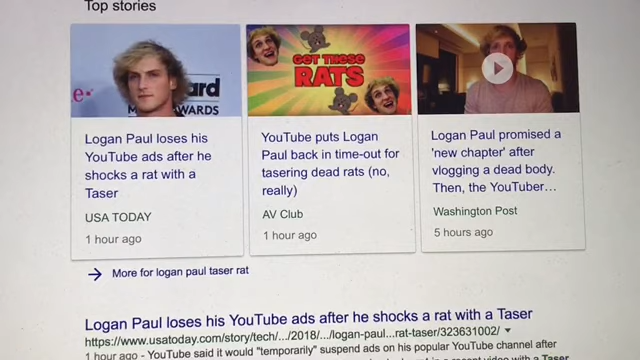 Top stories
e
ard
M
AWARDS
GET THESE
RATS
Logan Paul loses his
YouTube ads after he
shocks a rat with a
Taser
USA TODAY
1 hour ago
YouTube puts Logan
Paul back in time-out for
tasering dead rats (no,
really)
AV Club
1 hour ago
Logan Paul promised a
'new chapter' after
vlogging a dead body.
Then, the YouTuber...
Washington Post
5 hours ago
More for logan paul taser rat
Logan Paul loses his YouTube ads after he shocks a rat with a Taser
https://www.usatoday.com/story/tech/.../2018/.../logan-paul...rat-taser/323631002/
1 hour ago - YouTube said it would "temporarily" suspend ads on his popular YouTube channel after